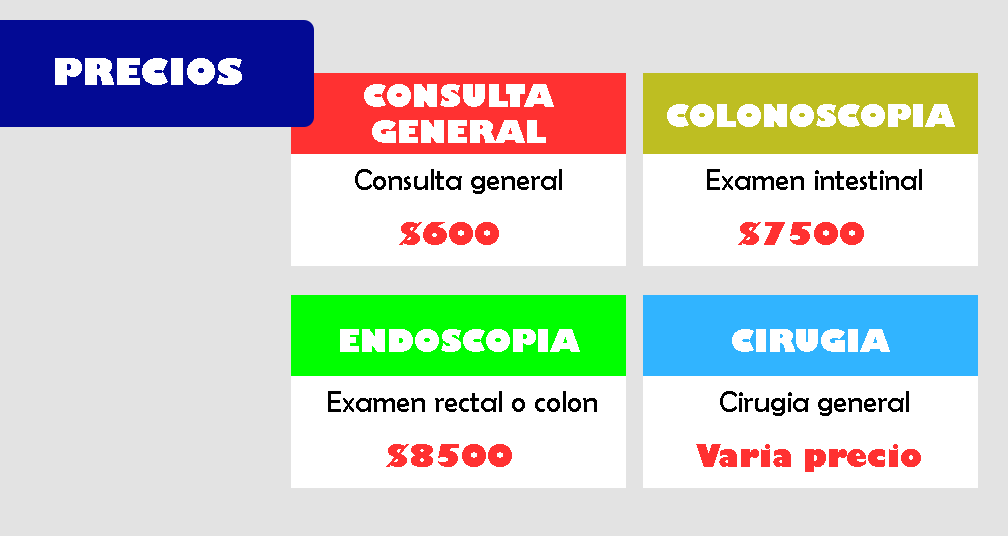 PRECIOS
CONSULTA
GENERAL
Consulta general
$600
COLONOSCOPIA
Examen intestinal
$7500
ENDOSCOPIA
Examen rectal o colon
$8500
CIRUGIA
Cirugia general
Varia precio